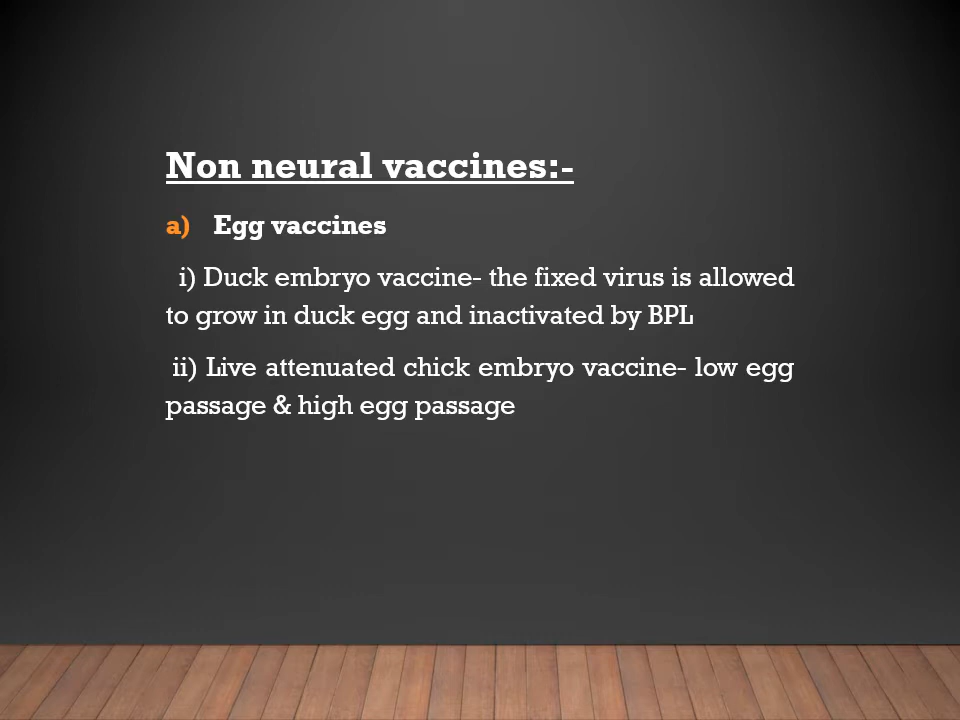 Non neural vaccines:-
a) Egg vaccines
i) Duck embryo vaccine- the fixed virus is allowed
to grow in duck egg and inactivated by BPL
ii) Live attenuated chick embryo vaccine- low egg
passage & high egg passage